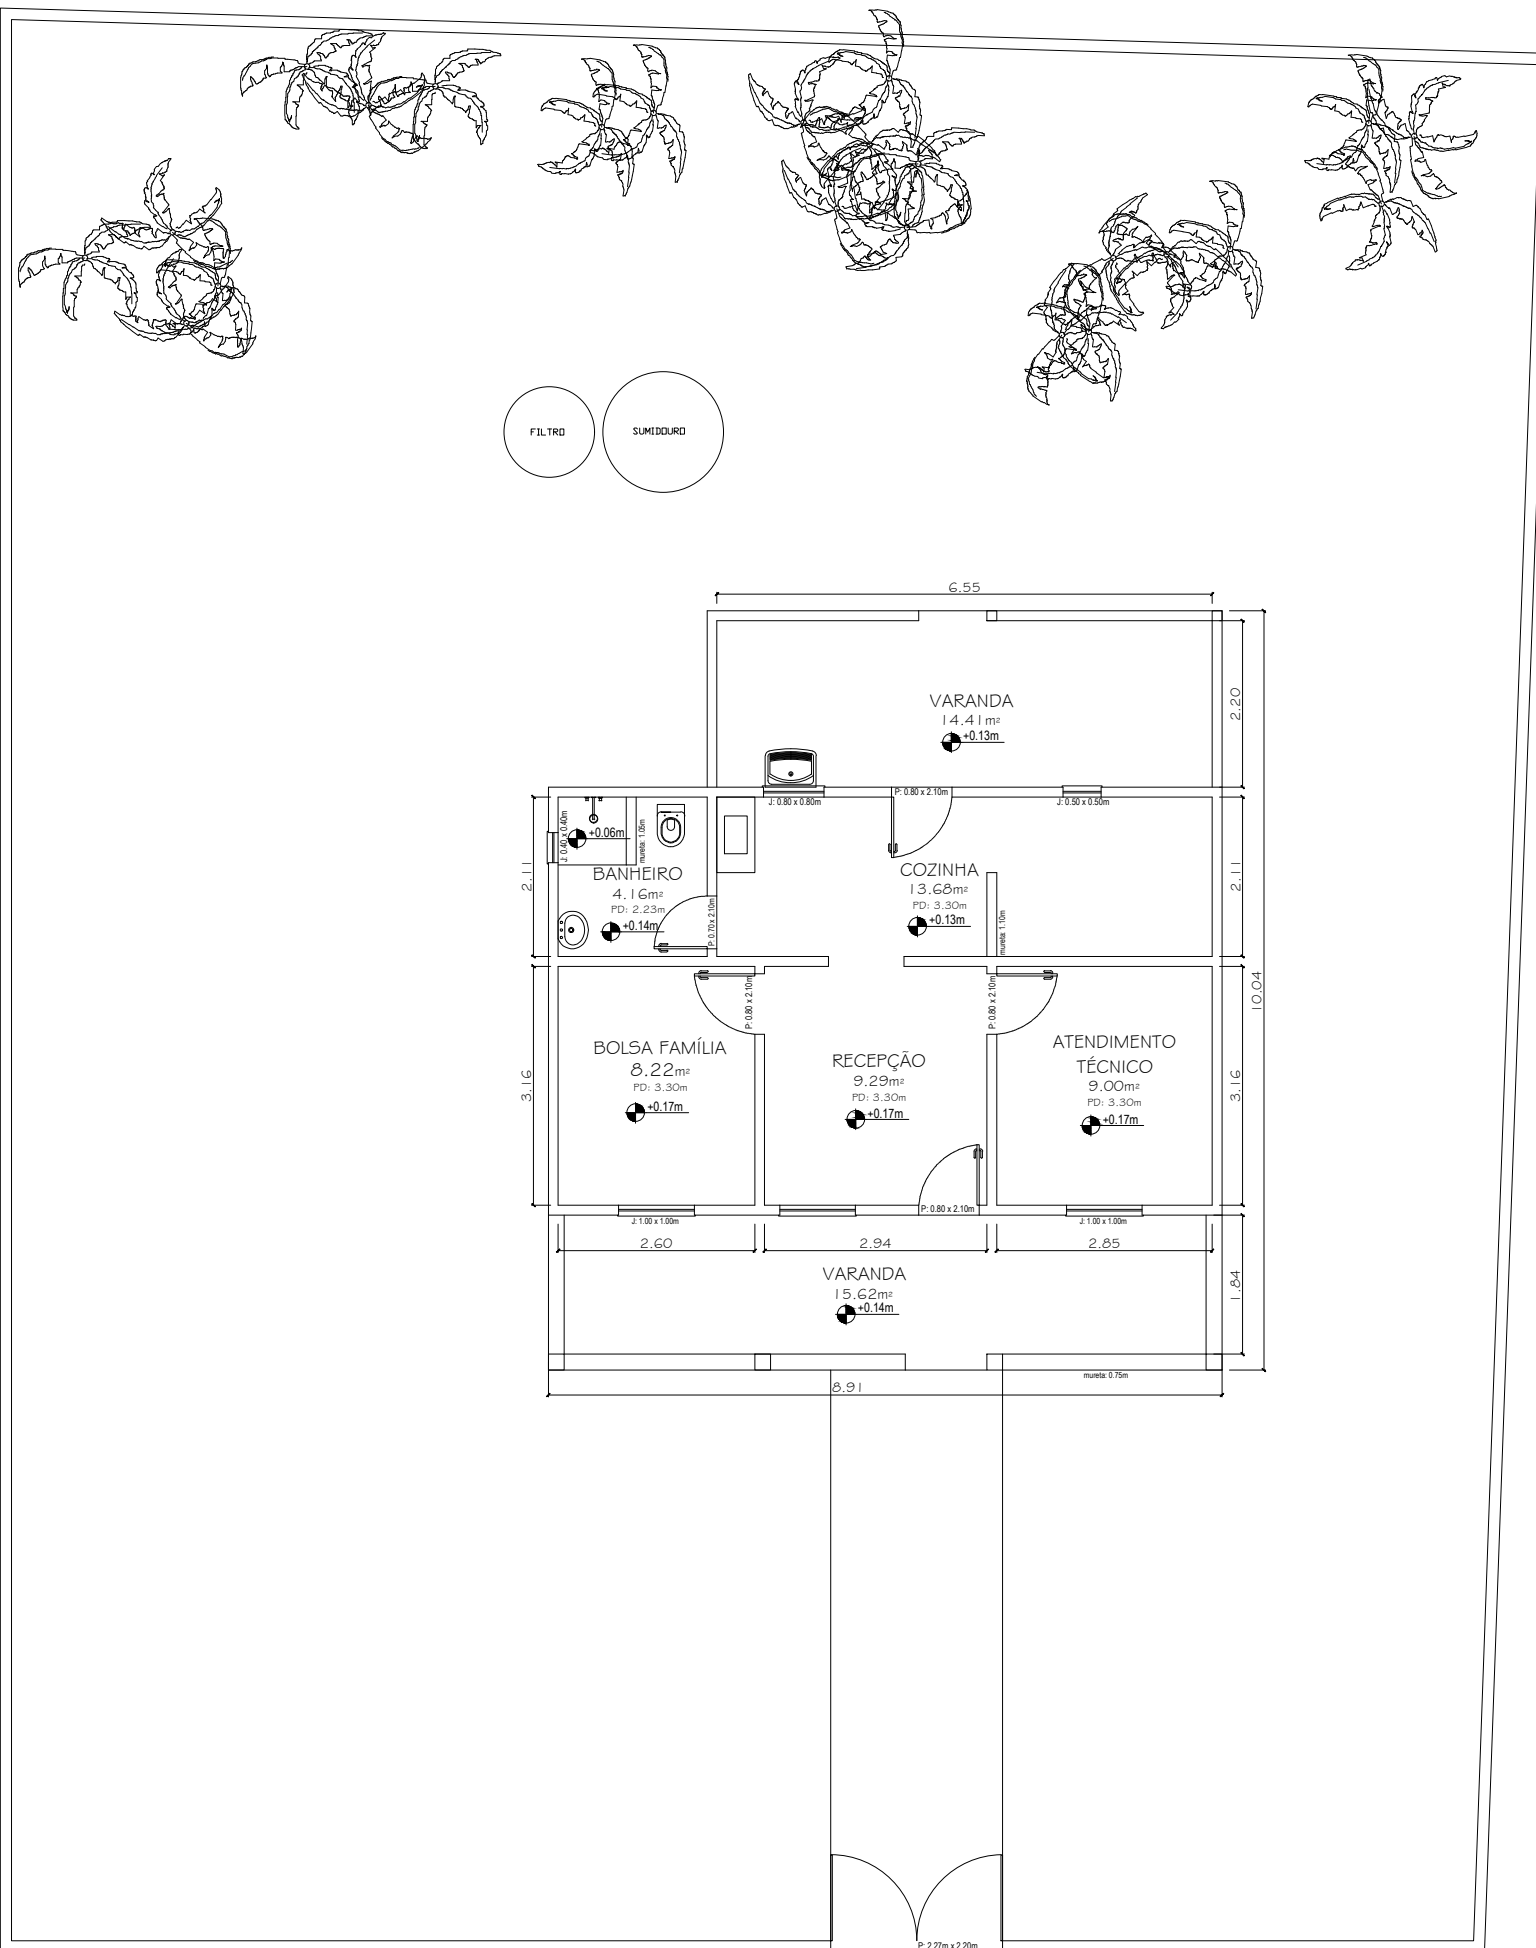 FILTRO
SUMIDOURO
6.55
VARANDA
14.41m²
+0.13m
2.20
J: 0.80 x 0.80m
P: 0.80 x 2.10m
J: 0.50 x 0.50m
J: 0.40 x 0.40m
+0.06m
mureta: 1.05m
BANHEIRO
4.16m²
PD: 2.23m
+0.14m
P: 0.70 x 2.10m
2.11
COZINHA
13.68m²
PD: 3.30m
+0.13m
mureta: 1.10m
2.11
10.04
P: 0.80 x 2.10m
P: 0.80 x 2.10m
BOLSA FAMÍLIA
8.22m²
PD: 3.30m
+0.17m
3.16
RECEPÇÃO
9.29m²
PD: 3.30m
+0.17m
ATENDIMENTO
TÉCNICO
9.00m²
PD: 3.30m
+0.17m
3.16
J: 1.00 x 1.00m
P: 0.80 x 2.10m
J: 1.00 x 1.00m
2.60
2.94
2.85
VARANDA
15.62m²
+0.14m
1.84
mureta: 0.75m
8.91
P: 2.27m x 2.20m